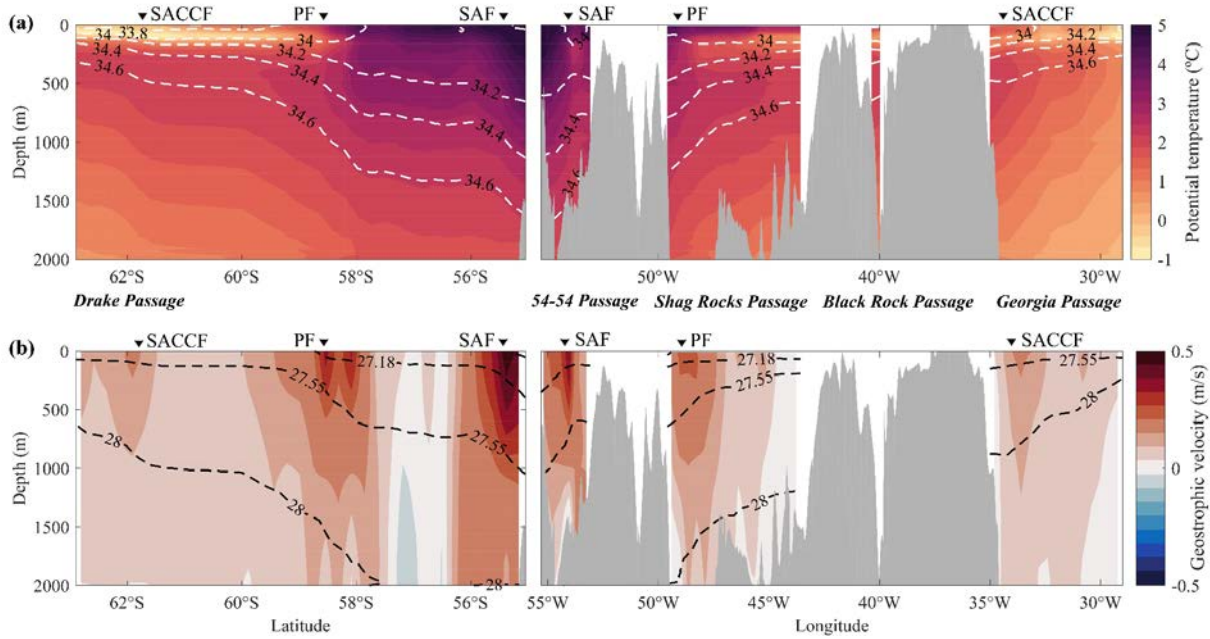 (a)
SACCF PF SAF SAF PF SACCF
0 34 33.8 34 34 34 34.2 5
34.4 34.2 34.2 34.4
34.6 34.4 34.4 34.6
500 34.2 4
34.6 34.4 34.4 34.6 3
Depth (m) 1000 2
34.6 34.6 1
1500 0
2000 -1
Potential temperature (°C)
62°S 60°S 58°S 56°S 50°W 40°W 30°W
Drake Passage 54-54 Passage Shag Rocks Passage Black Rock Passage Georgia Passage
(b)
SACCF PF SAF SAF PF SACCF
0 27.18 27.18 27.55 0.5
27.55 27.55
500 28
28 27.55
Depth (m) 1000 0
28 28
1500
2000 28 -0.5
Geostrophic velocity (m/s)
62°S 60°S 58°S 56°S 55°W 50°W 45°W 40°W 35°W 30°W
Latitude Longitude